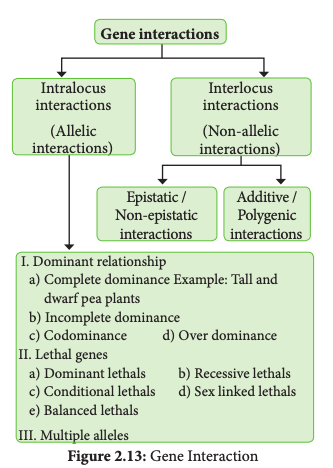 Gene interactions
Intralocus
interactions
(Allelic
interactions)
Interlocus
interactions
(Non-allelic
interactions)
Epistatic /
Non-epistatic
interactions
Additive /
Polygenic
interactions
I. Dominant relationship
a) Complete dominance Example: Tall and
dwarf pea plants
b) Incomplete dominance
c) Codominance d) Over dominance
II. Lethal genes
a) Dominant lethals b) Recessive lethals
c) Conditional lethals d) Sex linked lethals
e) Balanced lethals
III. Multiple alleles
Figure 2.13: Gene Interaction